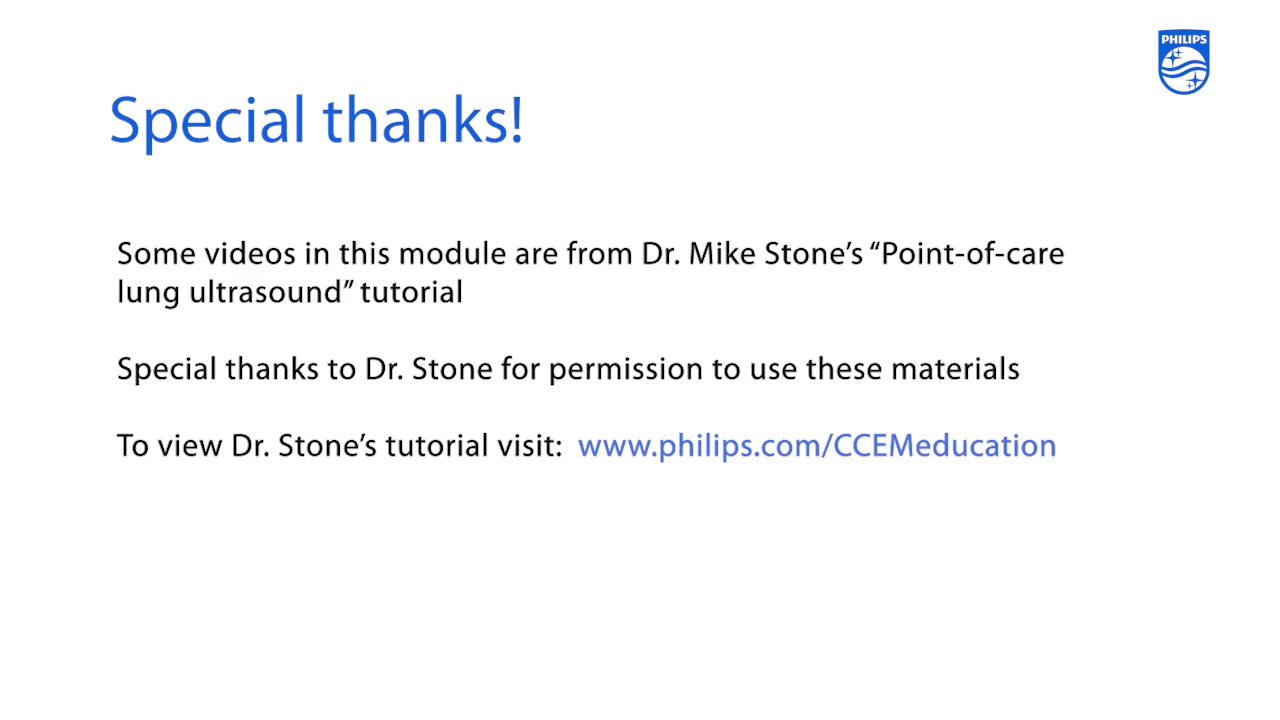 PHILIPS
Special thanks!
Some videos in this module are from Dr. Mike Stone’s “Point-of-care
lung ultrasound” tutorial
Special thanks to Dr. Stone for permission to use these materials
To view Dr. Stone’s tutorial visit: www.philips.com/CCEMeducation